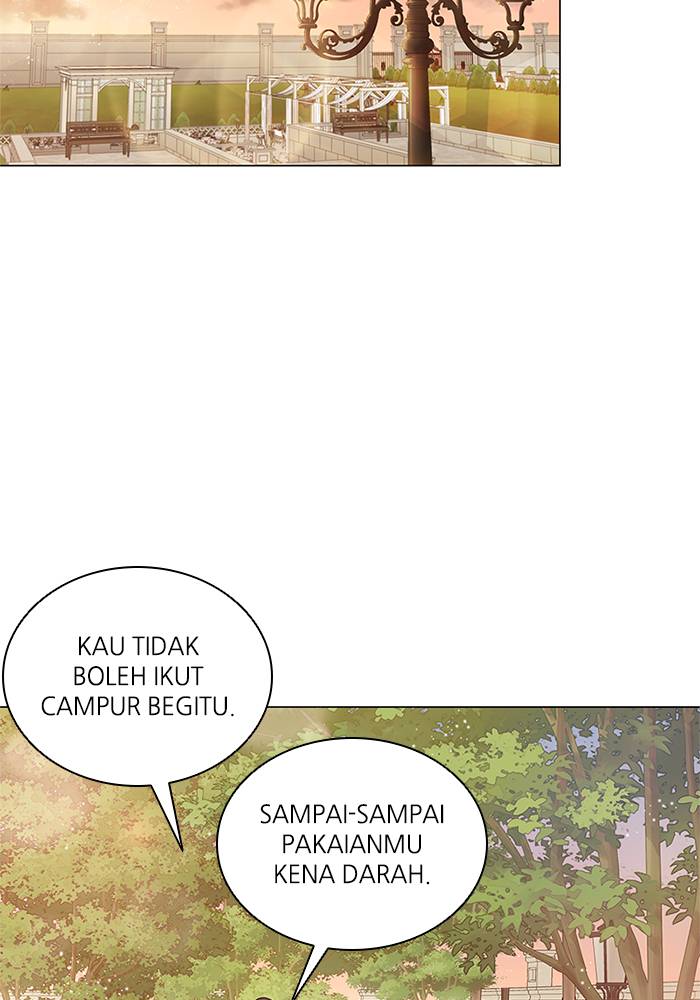 KAU TIDAK
BOLEH IKUT
CAMPUR BEGITU.
SAMPAI-SAMPAI
PAKAIANMU
KENA DARAH.